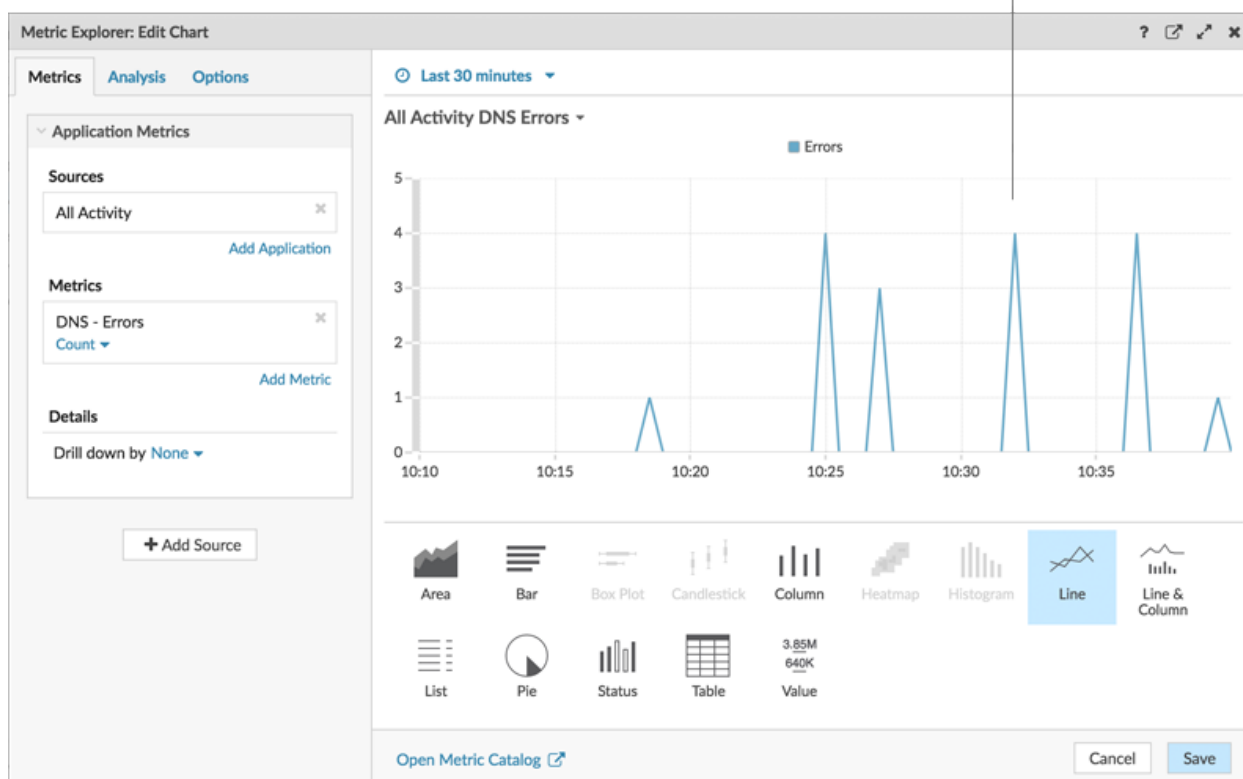 Metric Explorer: Edit Chart
?
Metrics Analysis Options
Last 30 minutes
Application Metrics
Sources
All Activity
Add Application
Metrics
DNS - Errors
Count
Add Metric
Details
Drill down by None
+ Add Source
All Activity DNS Errors
Errors
5
4
3
2
1
0
10:10 10:15 10:20 10:25 10:30 10:35
Area Bar Box Plot Candlestick Column Heatmap Histogram Line Line &
Column
3.85M
640K
List Pie Status Table Value
Open Metric Catalog
Cancel Save